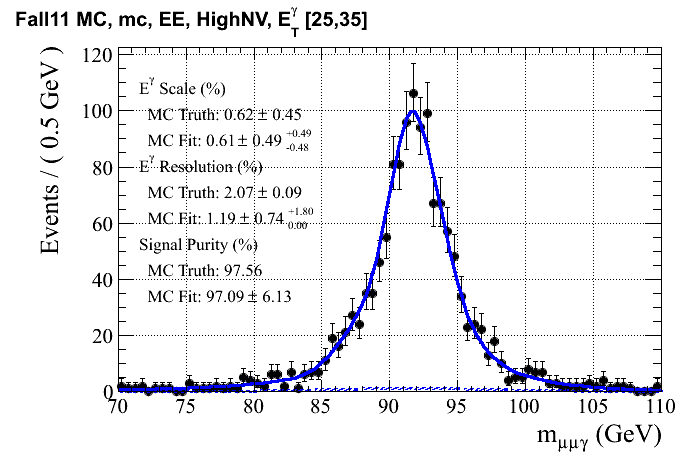 Fall11 MC, mc, EE, HighNV, E_T^γ [25,35]
Events / ( 0.5 GeV )
120
100
80
60
40
20
0
E^γ Scale (%)
MC Truth: 0.62 ± 0.45
MC Fit: 0.61 ± 0.49 +0.49 -0.48
E^γ Resolution (%)
MC Truth: 2.07 ± 0.09
MC Fit: 1.19 ± 0.74 +1.80 0.00
Signal Purity (%)
MC Truth: 97.56
MC Fit: 97.09 ± 6.13
70 75 80 85 90 95 100 105 110
m_μμγ (GeV)